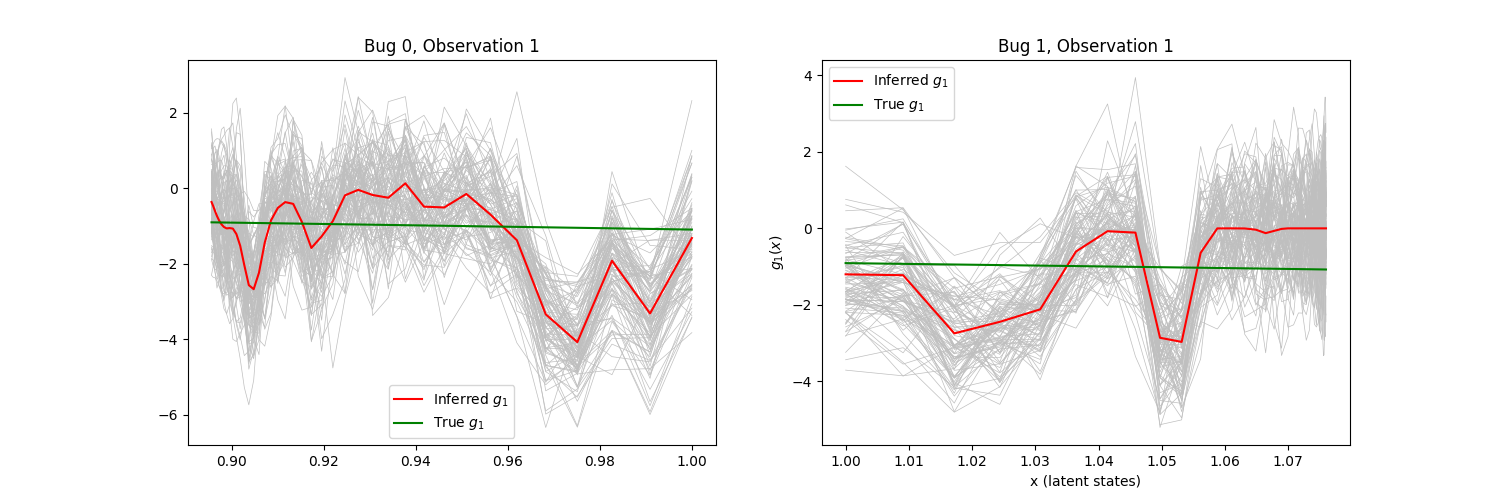 Bug 0, Observation 1
2
0
−2
−4
−6
Inferred g₁
True g₁
0.90 0.92 0.94 0.96 0.98 1.00
Bug 1, Observation 1
Inferred g₁
True g₁
4
2
0
−2
−4
g₁(x)
1.00 1.01 1.02 1.03 1.04 1.05 1.06 1.07
x (latent states)